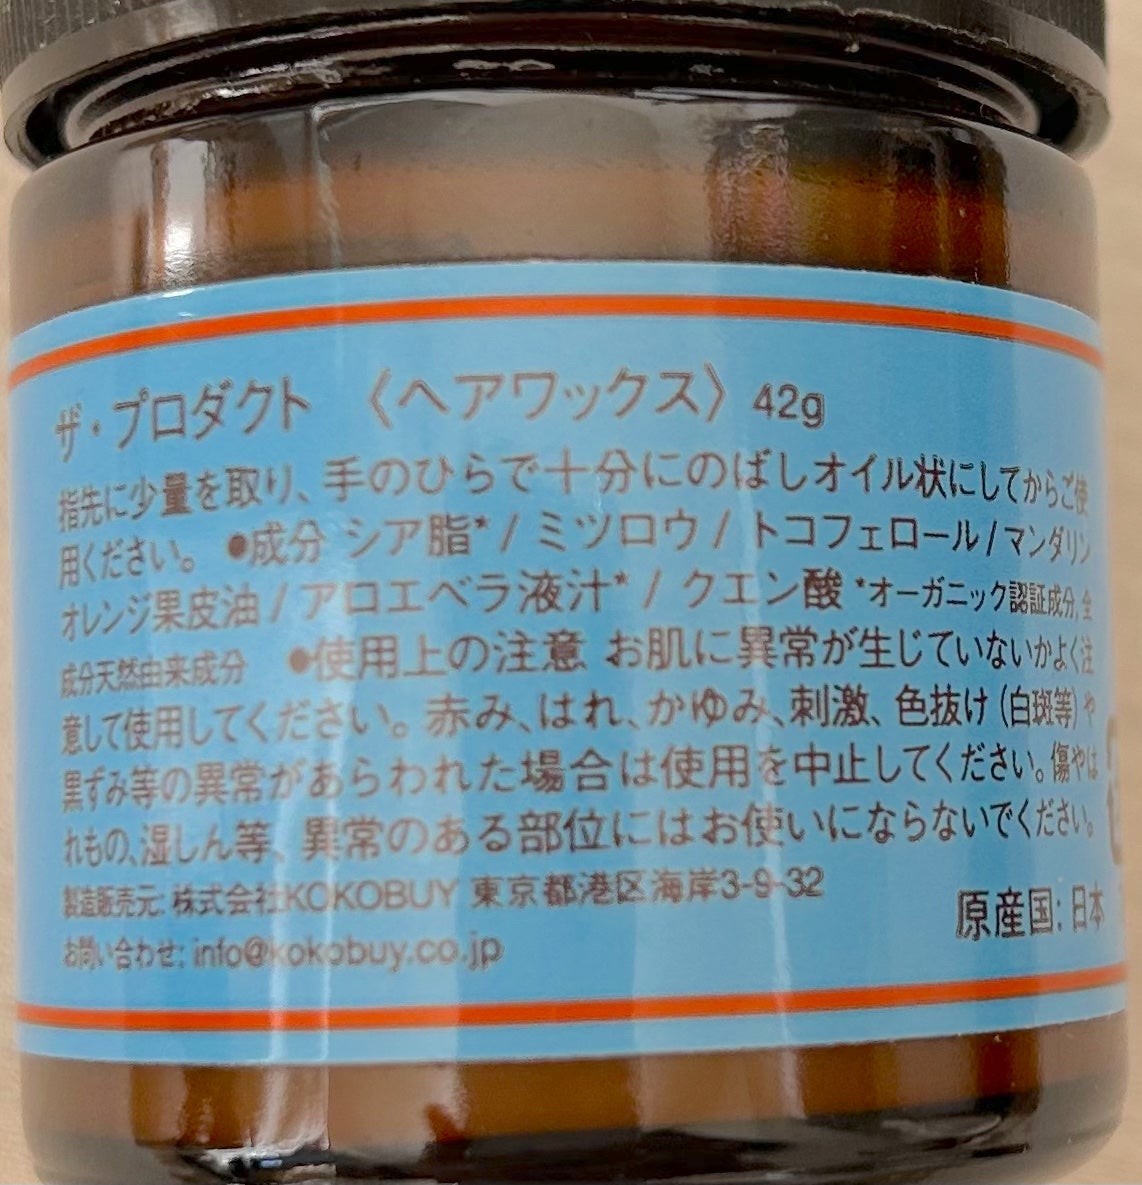 ザ・プロダクト 〈ヘアワックス〉 42g
指先に少量を取り、手のひらで十分にのばしオイル状にしてからご使
用ください。 ●成分 シア脂* / ミツロウ / トコフェロール / マンダリン
オレンジ果皮油 / アロエベラ液汁* / クエン酸 *オーガニック認証成分, 全
成分天然由来成分 ●使用上の注意 お肌に異常が生じていないかよく注
意して使用してください。赤み、はれ、かゆみ、刺激、色抜け（白斑等）や
黒ずみ等の異常があらわれた場合は使用を中止してください。傷やは
れもの、湿しん等、異常のある部位にはお使いにならないでください。
製造販売元: 株式会社KOKOBUY 東京都港区海岸3-9-32
お問い合わせ: info@kokobuy.co.jp
原産国: 日本